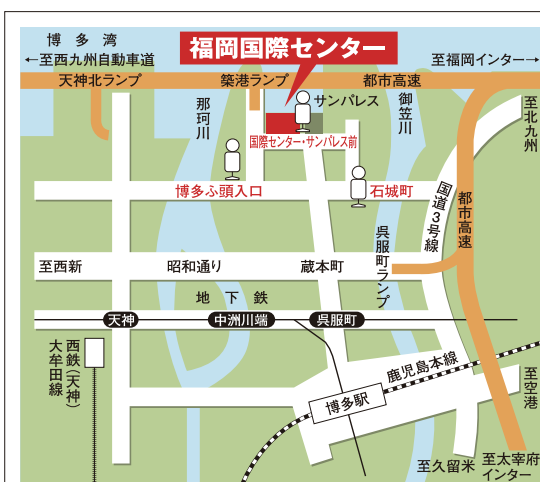 博多湾
福岡国際センター
←至西九州自動車道
至福岡インター→
天神北ランプ
築港ランプ
都市高速
那珂川
サンパレス
御笠川
至北九州
国際センター・サンパレス前
博多ふ頭入口
石城町
国道3号線
都市高速
呉服町ランプ
至西新
昭和通り
蔵本町
地下鉄
天神
中洲川端
呉服町
西鉄(天神)
大牟田線
鹿児島本線
博多駅
至空港
至久留米
至太宰府
インター